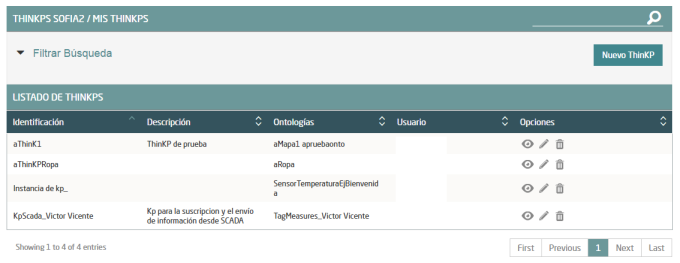 THINKPS SOFIA2 / MIS THINKPS
Filtrar Búsqueda
Nuevo ThinKP
LISTADO DE THINKPS
Identificación Descripción Ontologías Usuario Opciones
aThinK1 ThinKP de prueba aMapa1 apruebaonto
aThinKPRopa aRopa
Instancia de kp_ SensorTemperaturaEjBienvenid
a
KpScada_Victor Vicente Kp para la suscripcion y el envio TagMeasures_Victor Vicente
de información desde SCADA
Showing 1 to 4 of 4 entries First Previous 1 Next Last